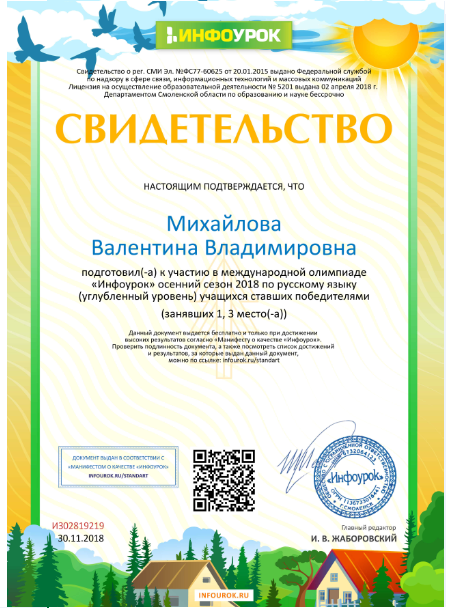 ИНФОУРОК
Свидетельство о рег. СМИ Эл. №ФС77-60625 от 20.01.2015 выдано Федеральной службой
по надзору в сфере связи, информационных технологий и массовых коммуникаций
Лицензия на осуществление образовательной деятельности № 5201 выдана 02 апреля 2018 г.
Департаментом Смоленской области по образованию и науке бессрочно
СВИДЕТЕЛЬСТВО
НАСТОЯЩИМ ПОДТВЕРЖДАЕТСЯ, ЧТО
Михайлова
Валентина Владимировна
подготовил(-а) к участию в международной олимпиаде
«Инфоурок» осенний сезон 2018 по русскому языку
(углубленный уровень) учащихся ставших победителями
(занявших 1, 3 место(-а))
Данный документ выдается бесплатно и только при достижении
высоких результатов согласно «Манифесту о качестве «Инфоурок».
Проверить подлинность документа, а также посмотреть список достижений
и результатов, за которые выдан данный документ,
можно по ссылке: infourok.ru/standart
ДОКУМЕНТ ВЫДАН В СООТВЕТСТВИИ С
«МАНИФЕСТОМ О КАЧЕСТВЕ «ИНФОУРОК»
INFOUROK.RU/STANDART
«Инфоурок»
И302819219
30.11.2018
Главный редактор
И. В. ЖАБОРОВСКИЙ
INFOUROK.RU